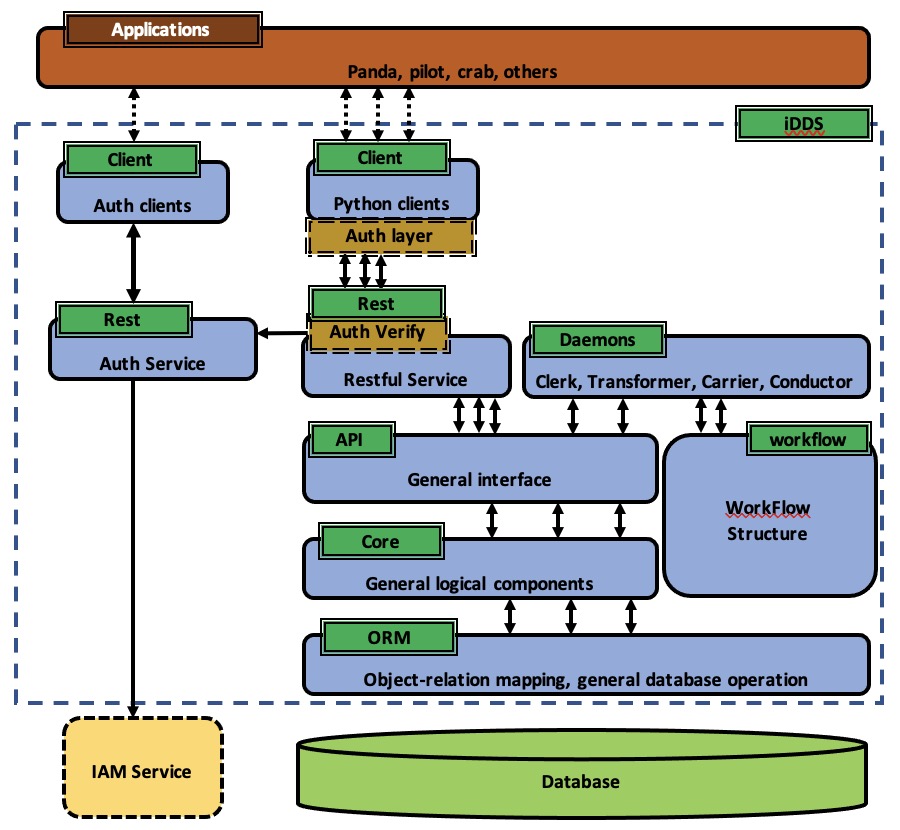 Applications
Panda, pilot, crab, others
iDDS
Client
Auth clients
Client
Python clients
Auth layer
Rest
Auth Service
Rest
Auth Verify
Restful Service
Daemons
Clerk, Transformer, Carrier, Conductor
API
General interface
workflow
WorkFlow
Structure
Core
General logical components
ORM
Object-relation mapping, general database operation
IAM Service
Database